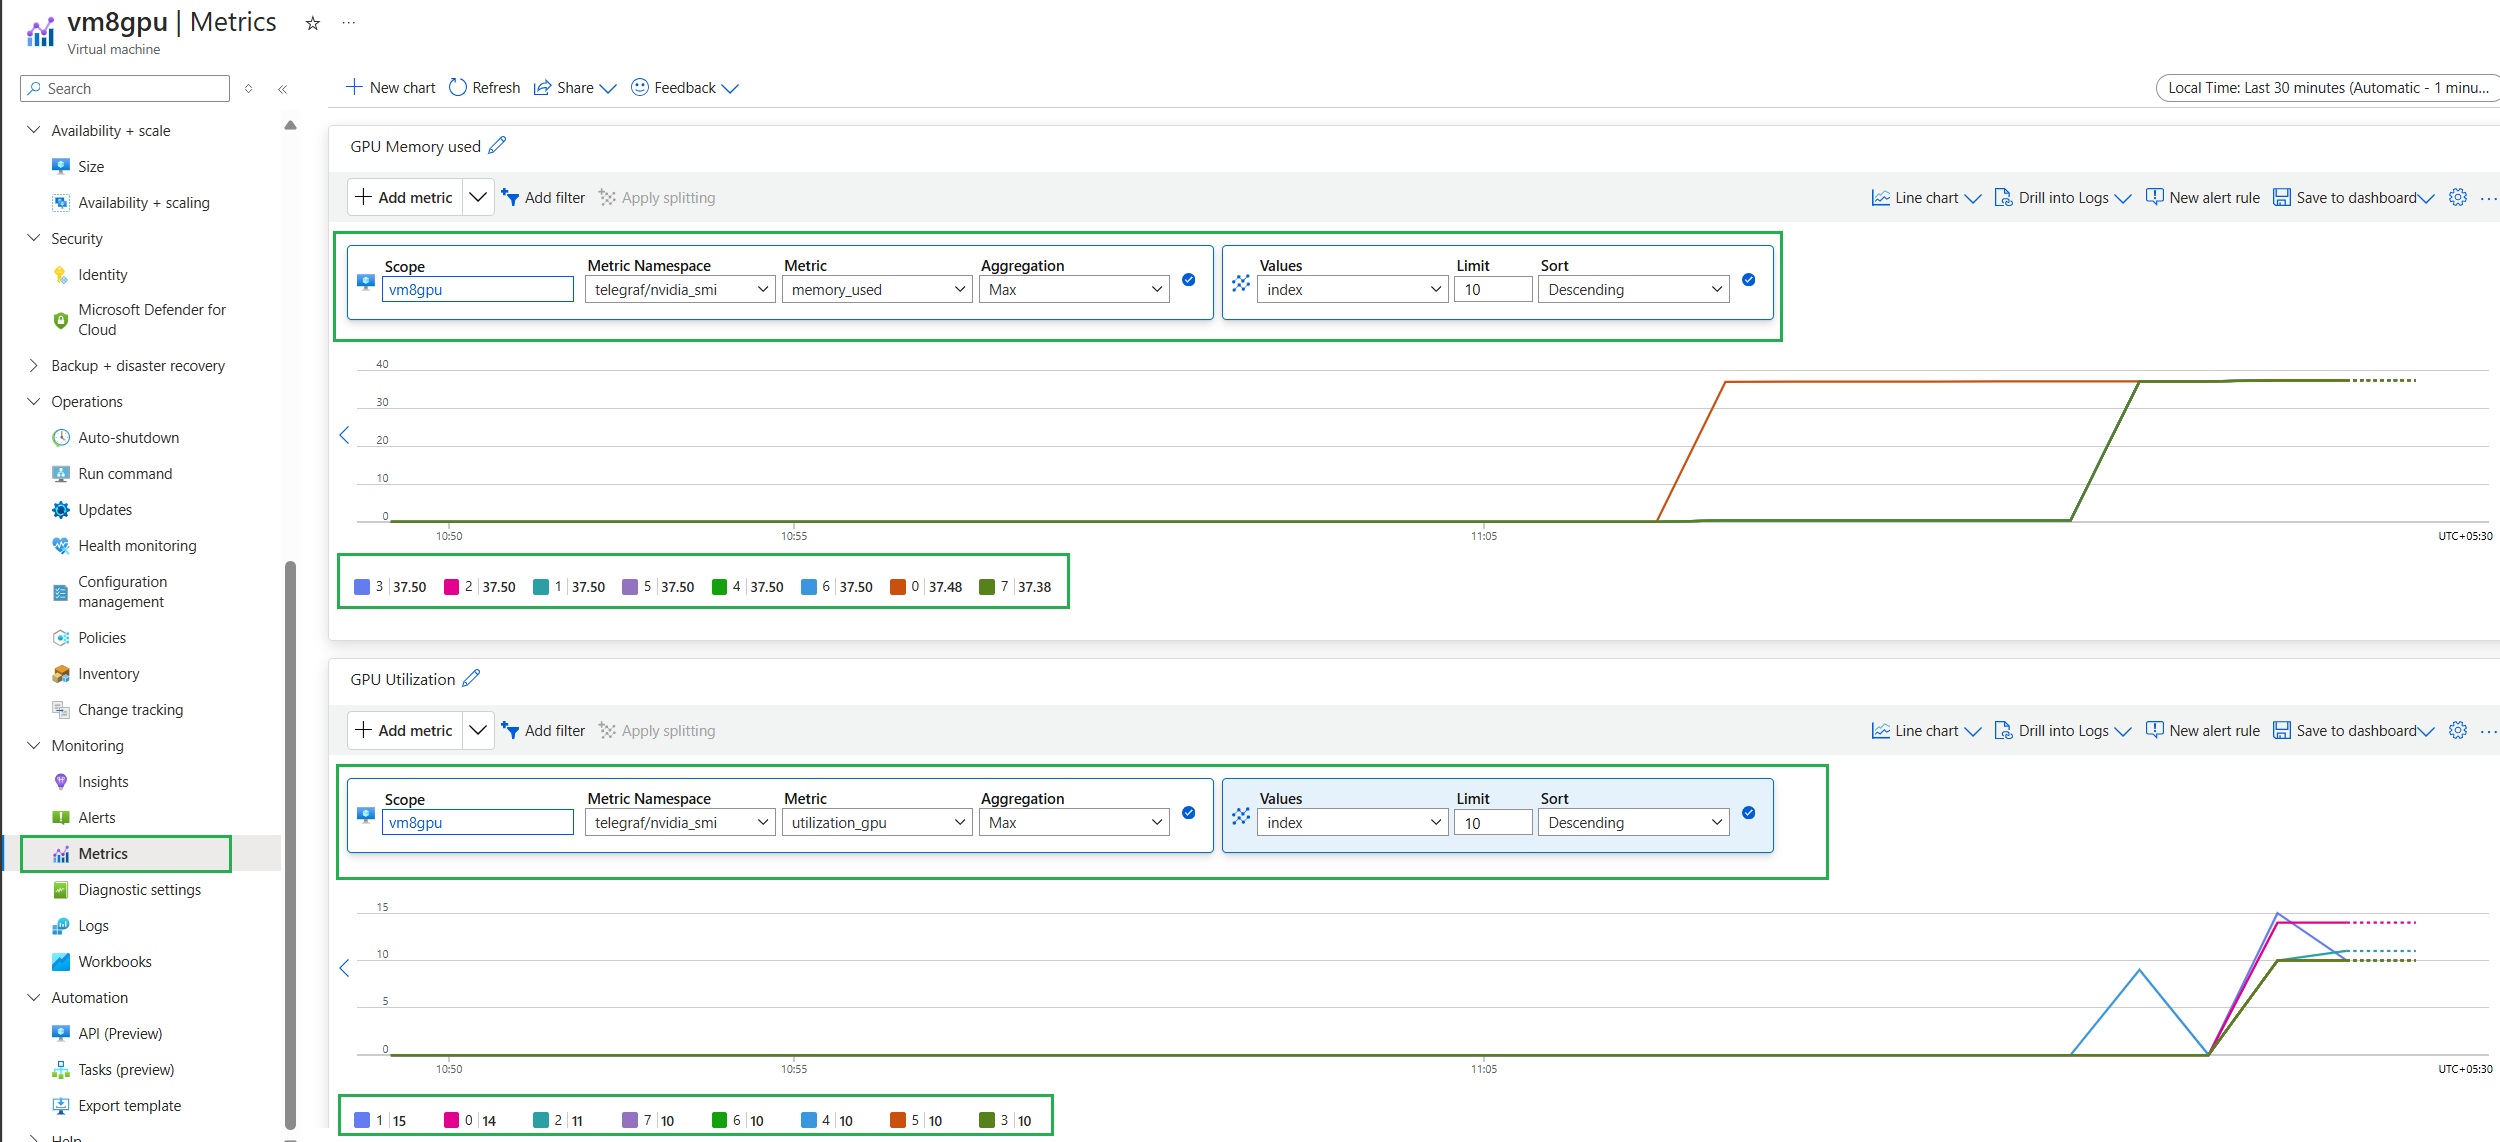 vm8gpu | Metrics ☆ ...
Virtual machine
Search
New chart Refresh Share Feedback
Local Time: Last 30 minutes (Automatic - 1 minu...
Availability + scale
Size
Availability + scaling
Security
Identity
Microsoft Defender for
Cloud
Backup + disaster recovery
Operations
Auto-shutdown
Run command
Updates
Health monitoring
Configuration
management
Policies
Inventory
Change tracking
Monitoring
Insights
Alerts
Metrics
Diagnostic settings
Logs
Workbooks
Automation
API (Preview)
Tasks (preview)
Export template
Help
GPU Memory used
Add metric Add filter Apply splitting
Line chart Drill into Logs New alert rule Save to dashboard ...
Scope Metric Namespace Metric Aggregation
vm8gpu telegraf/nvidia_smi memory_used Max
Values Limit Sort
index 10 Descending
40
30
20
10
0
10:50 10:55 11:05 UTC+05:30
3 37.50 2 37.50 1 37.50 5 37.50 4 37.50 6 37.50 0 37.48 7 37.38
GPU Utilization
Add metric Add filter Apply splitting
Line chart Drill into Logs New alert rule Save to dashboard ...
Scope Metric Namespace Metric Aggregation
vm8gpu telegraf/nvidia_smi utilization_gpu Max
Values Limit Sort
index 10 Descending
15
10
5
0
10:50 10:55 11:05 UTC+05:30
1 15 0 14 2 11 7 10 6 10 4 10 5 10 3 10